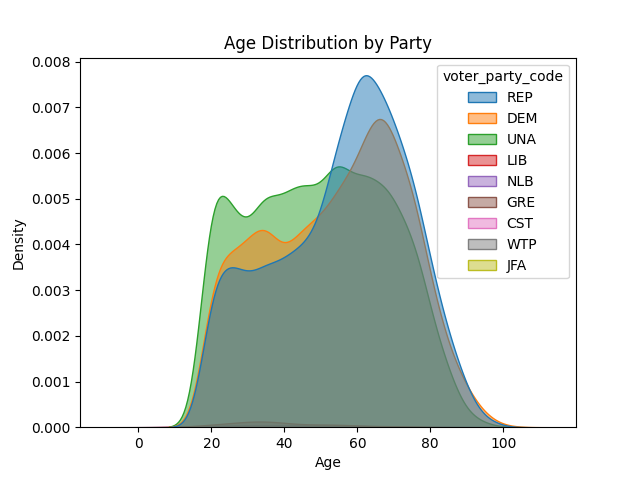 Age Distribution by Party
voter_party_code
REP
DEM
UNA
LIB
NLB
GRE
CST
WTP
JFA
0.008
0.007
0.006
0.005
0.004
0.003
0.002
0.001
0.000
Density
0 20 40 60 80 100
Age